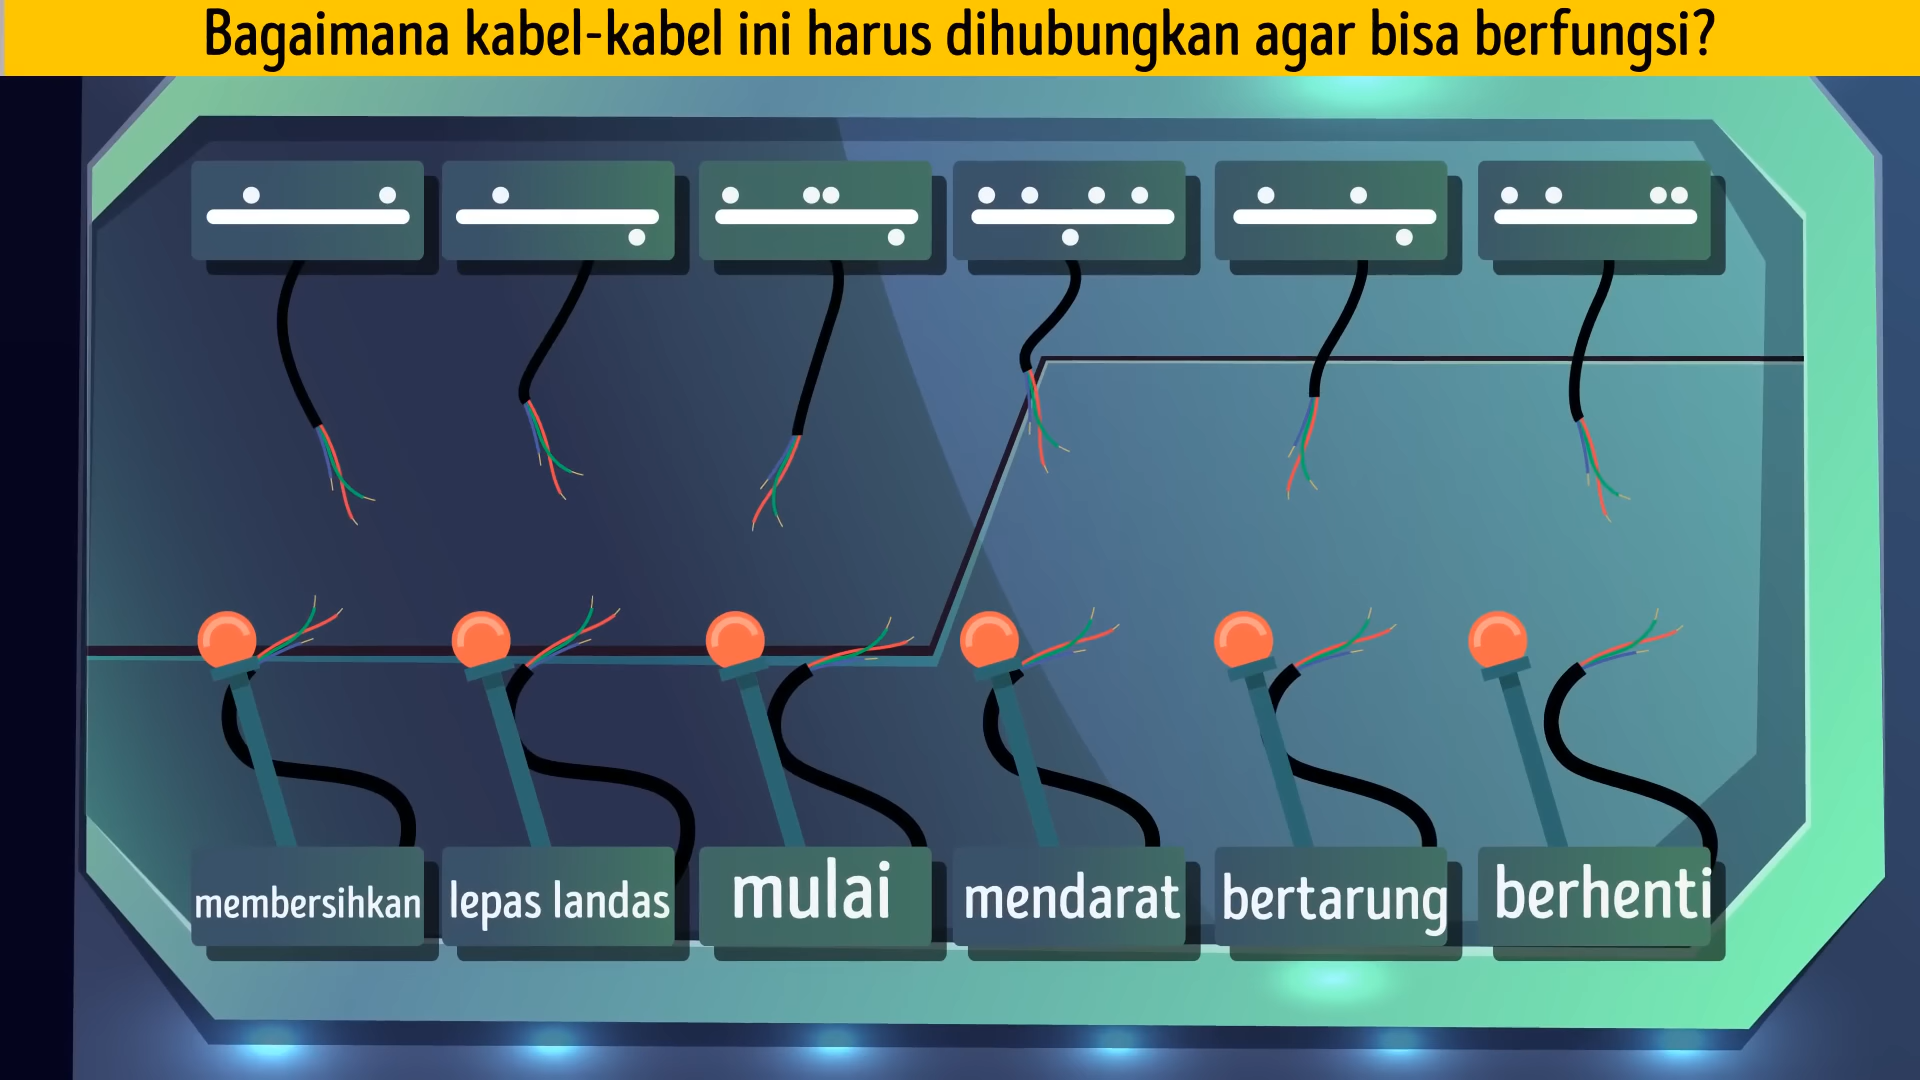 Bagaimana kabel-kabel ini harus dihubungkan agar bisa berfungsi?
membersihkan
lepas landas
mulai
mendarat
bertarung
berhenti